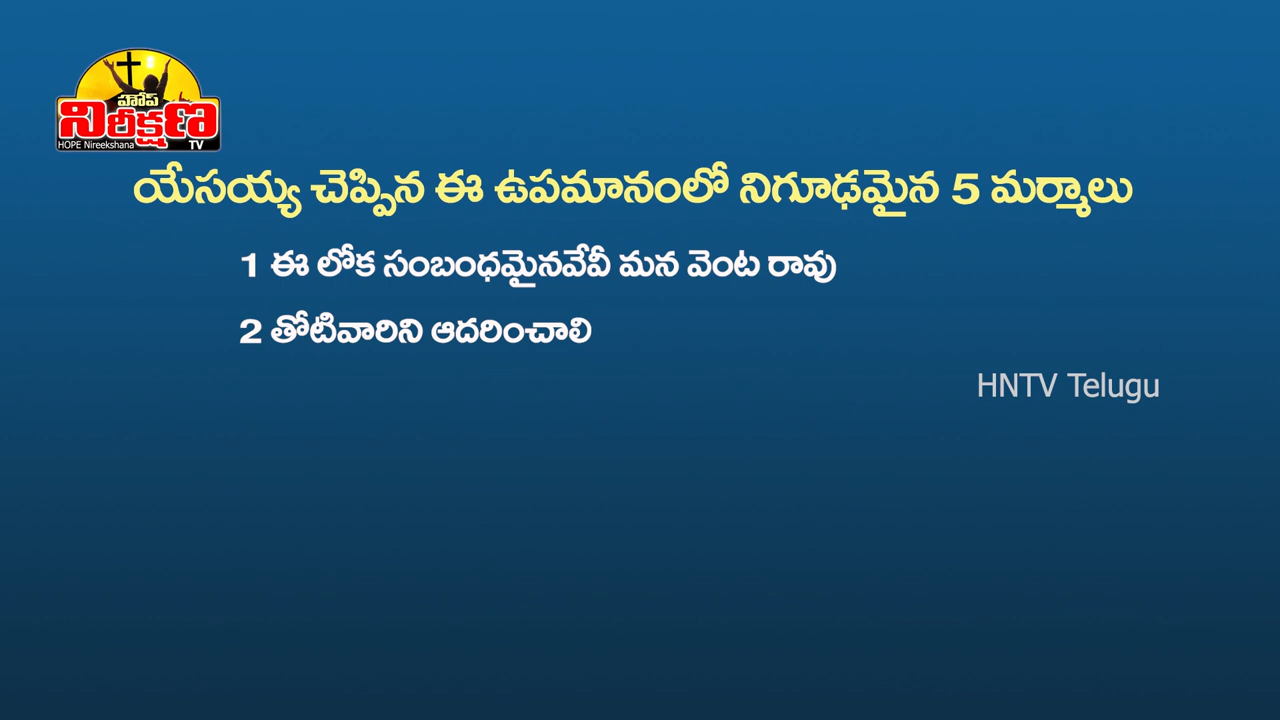 హోప్
నిరీక్షణ
HOPE Nireekshana TV
యేసయ్య చెప్పిన ఈ ఉపమానంలో నిగూఢమైన 5 మర్మాలు
1 ఈ లోక సంబంధమైనవేవీ మన వెంట రావు
2 తోటివారిని ఆదరించాలి
HNTV Telugu